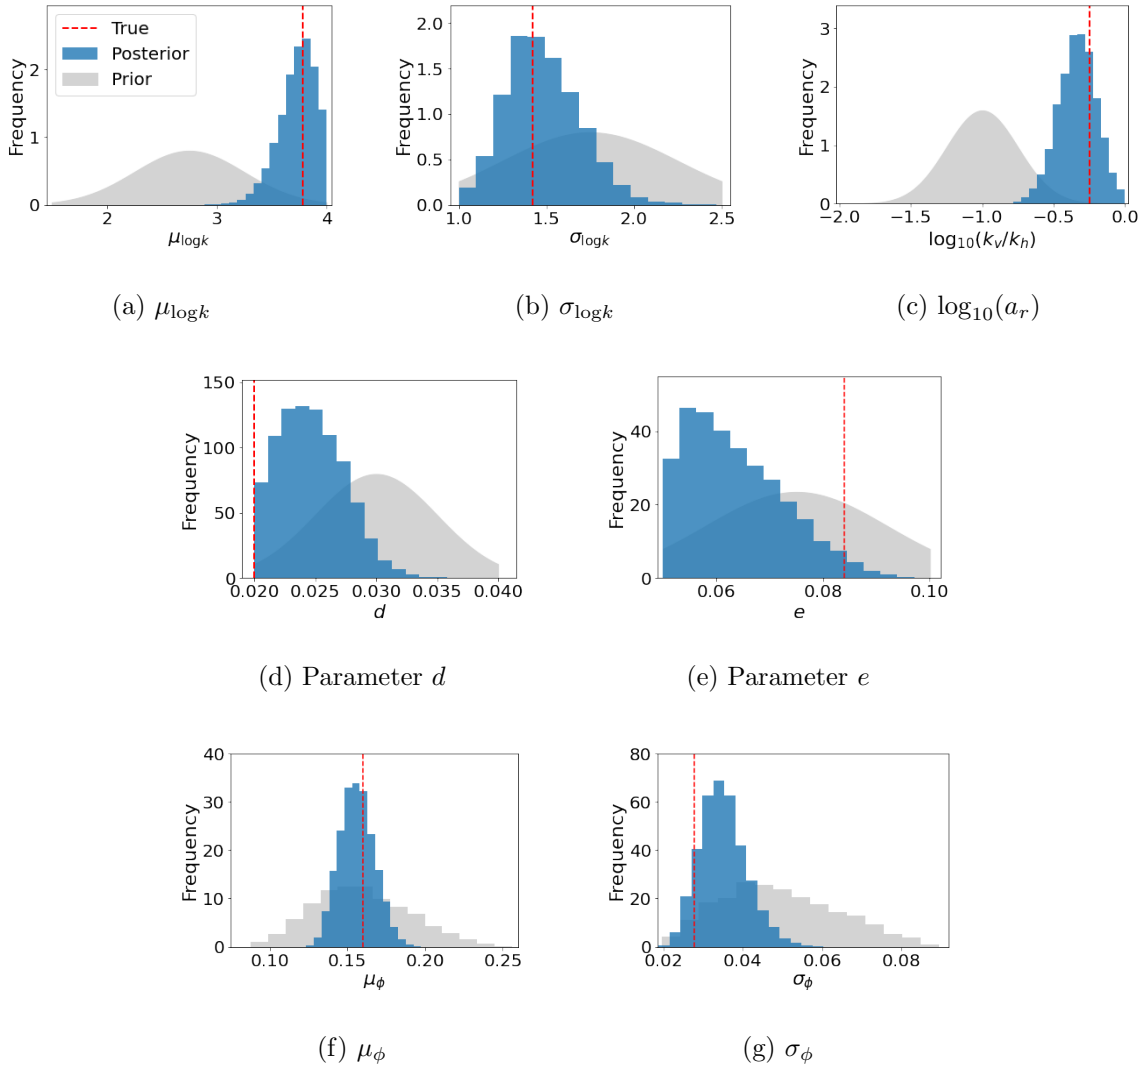 True
Posterior
Prior
Frequency
0 1 2
2 3 4
μ_logk
Frequency
0.0 0.5 1.0 1.5 2.0
1.0 1.5 2.0 2.5
σ_logk
Frequency
0 1 2 3
−2.0 −1.5 −1.0 −0.5 0.0
log₁₀(k_v/k_h)
(a) μ_logk
(b) σ_logk
(c) log₁₀(a_r)
Frequency
0 50 100 150
0.020 0.025 0.030 0.035 0.040
d
Frequency
0 20 40
0.06 0.08 0.10
e
(d) Parameter d
(e) Parameter e
Frequency
0 10 20 30 40
0.10 0.15 0.20 0.25
μ_ϕ
Frequency
0 20 40 60 80
0.02 0.04 0.06 0.08
σ_ϕ
(f) μ_ϕ
(g) σ_ϕ